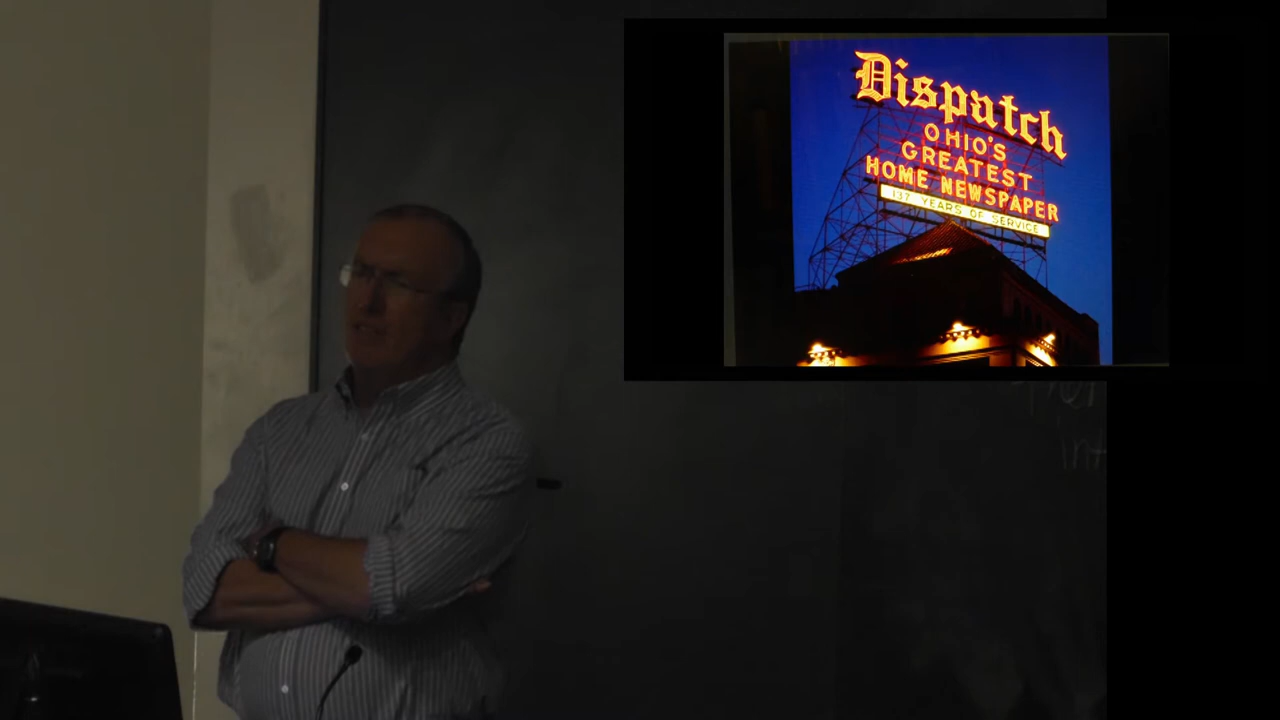 Dispatch
OHIO'S
GREATEST
HOME NEWSPAPER
137 YEARS OF SERVICE